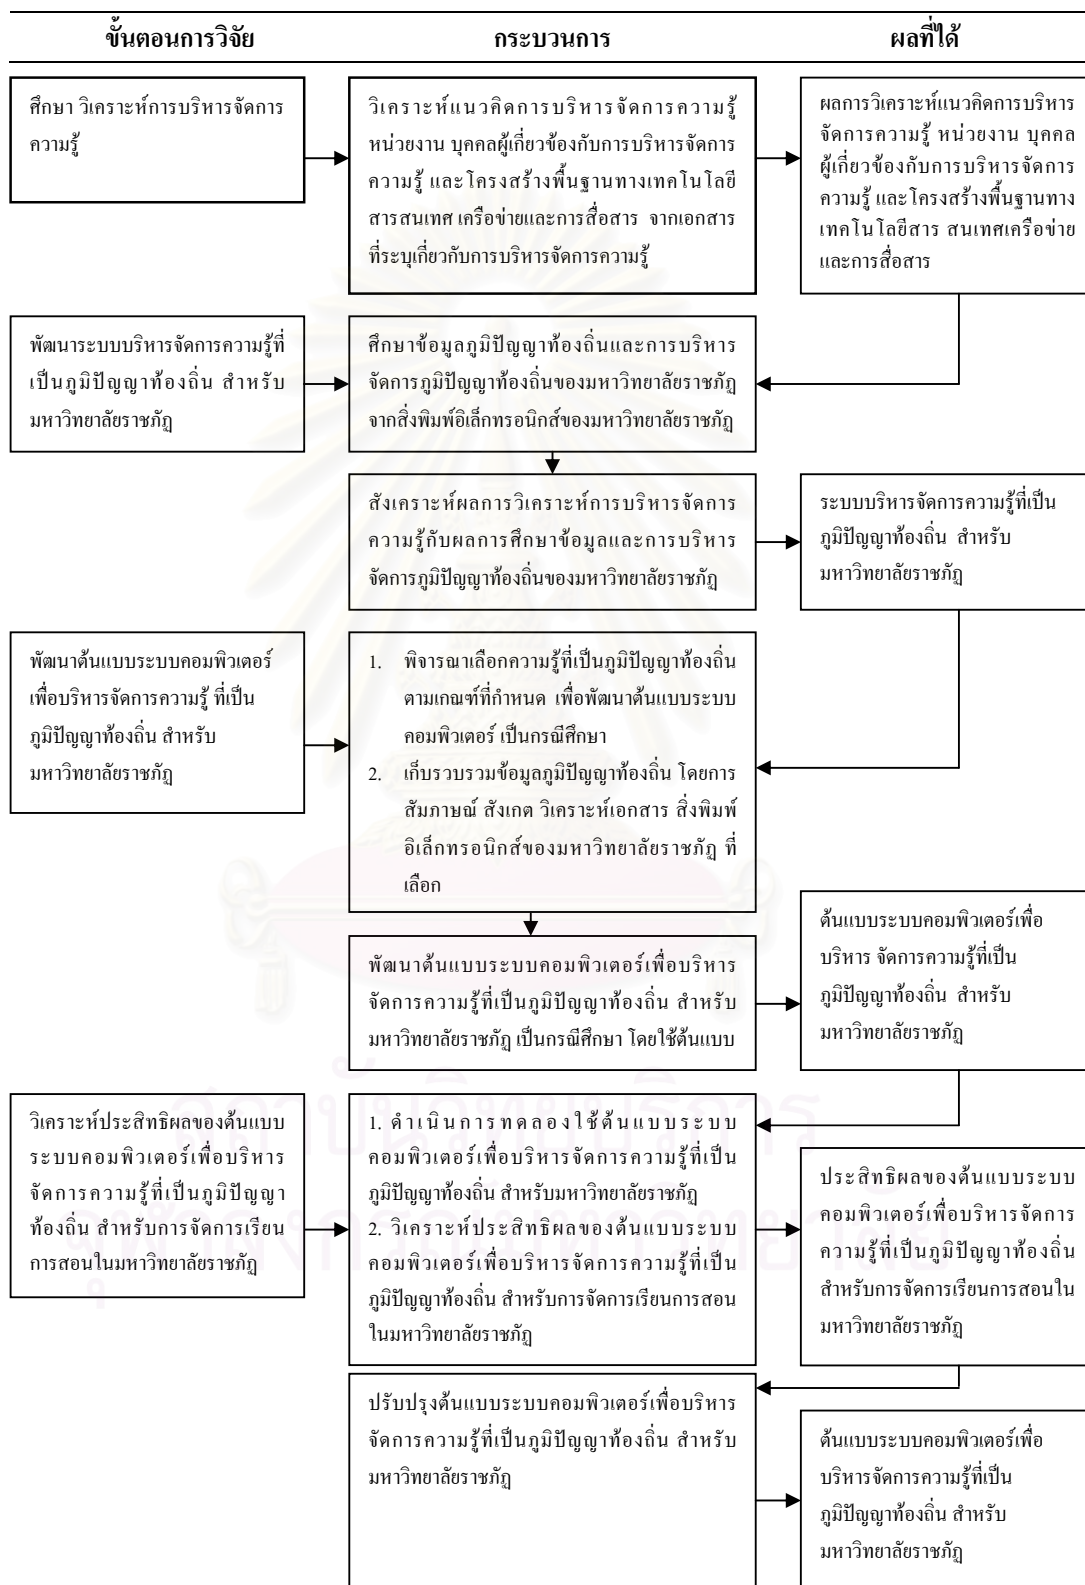 ขั้นตอนการวิจัย กระบวนการ ผลที่ได้
ศึกษา วิเคราะห์การบริหารจัดการ
ความรู้
วิเคราะห์แนวคิดการบริหารจัดการความรู้
หน่วยงาน บุคคลผู้เกี่ยวข้องกับการบริหารจัดการ
ความรู้ และโครงสร้างพื้นฐานทางเทคโนโลยี
สารสนเทศ เครือข่ายและการสื่อสาร จากเอกสาร
ที่ระบุเกี่ยวกับการบริหารจัดการความรู้
ผลการวิเคราะห์แนวคิดการบริหาร
จัดการความรู้ หน่วยงาน บุคคล
ผู้เกี่ยวข้องกับการบริหารจัดการ
ความรู้ และโครงสร้างพื้นฐานทาง
เทคโนโลยีสาร สนเทศเครือข่าย
และการสื่อสาร
พัฒนาระบบบริหารจัดการความรู้ที่
เป็นภูมิปัญญาท้องถิ่น สำหรับ
มหาวิทยาลัยราชภัฏ
ศึกษาข้อมูลภูมิปัญญาท้องถิ่นและการบริหาร
จัดการภูมิปัญญาท้องถิ่นของมหาวิทยาลัยราชภัฏ
จากสิ่งพิมพ์อิเล็กทรอนิกส์ของมหาวิทยาลัยราชภัฏ
สังเคราะห์ผลการวิเคราะห์การบริหารจัดการ
ความรู้กับผลการศึกษาข้อมูลและการบริหาร
จัดการภูมิปัญญาท้องถิ่นของมหาวิทยาลัยราชภัฏ
ระบบบริหารจัดการความรู้ที่เป็น
ภูมิปัญญาท้องถิ่น สำหรับ
มหาวิทยาลัยราชภัฏ
พัฒนาต้นแบบระบบคอมพิวเตอร์
เพื่อบริหารจัดการความรู้ ที่เป็น
ภูมิปัญญาท้องถิ่น สำหรับ
มหาวิทยาลัยราชภัฏ
1. พิจารณาเลือกความรู้ที่เป็นภูมิปัญญาท้องถิ่น
ตามเกณฑ์ที่กำหนด เพื่อพัฒนาต้นแบบระบบ
คอมพิวเตอร์ เป็นกรณีศึกษา
2. เก็บรวบรวมข้อมูลภูมิปัญญาท้องถิ่น โดยการ
สัมภาษณ์ สังเกต วิเคราะห์เอกสาร สิ่งพิมพ์
อิเล็กทรอนิกส์ของมหาวิทยาลัยราชภัฏ ที่
เลือก
พัฒนาต้นแบบระบบคอมพิวเตอร์เพื่อบริหาร
จัดการความรู้ที่เป็นภูมิปัญญาท้องถิ่น สำหรับ
มหาวิทยาลัยราชภัฏ เป็นกรณีศึกษา โดยใช้ต้นแบบ
ต้นแบบระบบคอมพิวเตอร์เพื่อ
บริหาร จัดการความรู้ที่เป็น
ภูมิปัญญาท้องถิ่น สำหรับ
มหาวิทยาลัยราชภัฏ
วิเคราะห์ประสิทธิผลของต้นแบบ
ระบบคอมพิวเตอร์เพื่อบริหาร
จัดการความรู้ที่เป็นภูมิปัญญา
ท้องถิ่น สำหรับการจัดการเรียน
การสอนในมหาวิทยาลัยราชภัฏ
1. ดำเนินการทดลองใช้ต้นแบบระบบ
คอมพิวเตอร์เพื่อบริหารจัดการความรู้ที่เป็น
ภูมิปัญญาท้องถิ่น สำหรับมหาวิทยาลัยราชภัฏ
2. วิเคราะห์ประสิทธิผลของต้นแบบระบบ
คอมพิวเตอร์เพื่อบริหารจัดการความรู้ที่เป็น
ภูมิปัญญาท้องถิ่น สำหรับการจัดการเรียนการสอน
ในมหาวิทยาลัยราชภัฏ
ประสิทธิผลของต้นแบบระบบ
คอมพิวเตอร์เพื่อบริหารจัดการ
ความรู้ที่เป็นภูมิปัญญาท้องถิ่น
สำหรับการจัดการเรียนการสอนใน
มหาวิทยาลัยราชภัฏ
ปรับปรุงต้นแบบระบบคอมพิวเตอร์เพื่อบริหาร
จัดการความรู้ที่เป็นภูมิปัญญาท้องถิ่น สำหรับ
มหาวิทยาลัยราชภัฏ
ต้นแบบระบบคอมพิวเตอร์เพื่อ
บริหารจัดการความรู้ที่เป็น
ภูมิปัญญาท้องถิ่น สำหรับ
มหาวิทยาลัยราชภัฏ
สถาบันวิทยบริการ
จุฬาลงกรณ์มหาวิทยาลัย